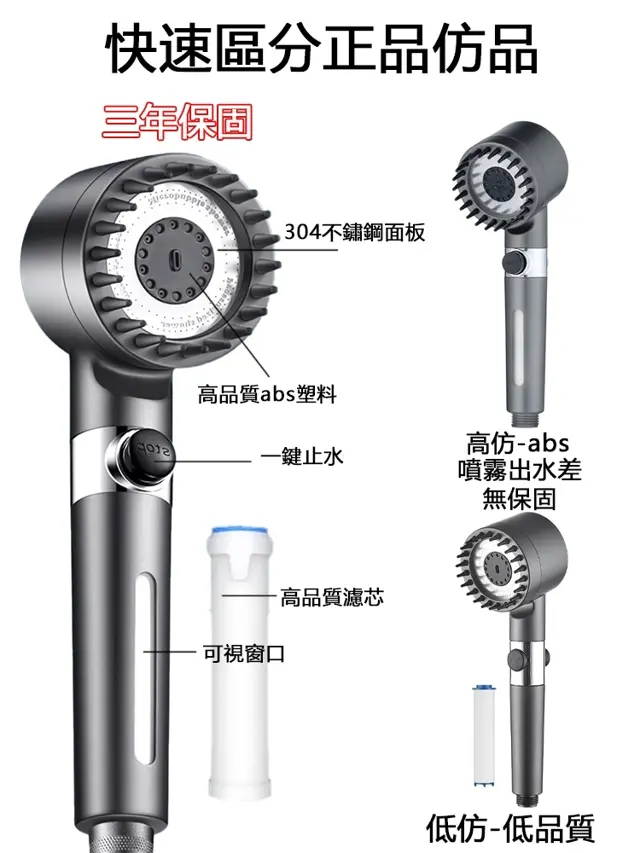 快速區分正品仿品
三年保固
304不鏽鋼面板
高品質abs塑料
一鍵止水
stop
高品質濾芯
可視窗口
高仿-abs
噴霧出水差
無保固
低仿-低品質